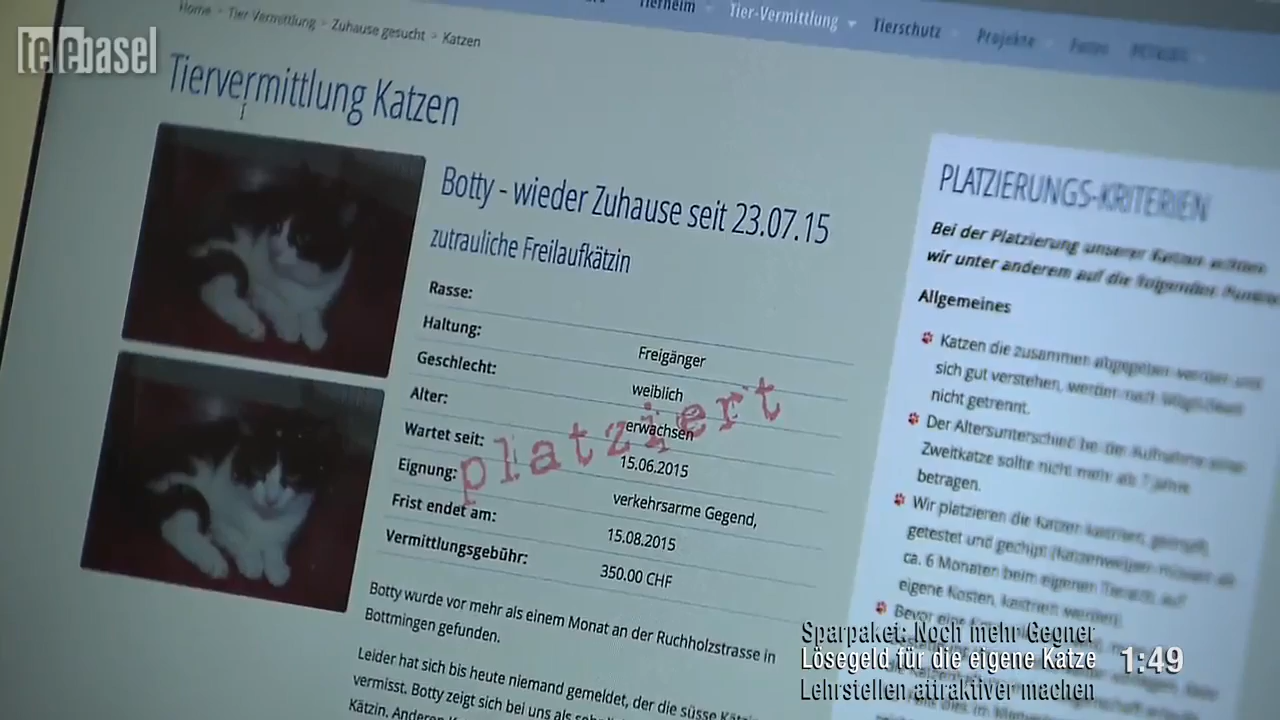 telebasel
Home > Tier Vermittlung > Zuhause gesucht > Katzen
Tierheim Tier-Vermittlung Tierschutz Projekte
Tiervermittlung Katzen
Botty - wieder Zuhause seit 23.07.15
zutrauliche Freilaufkätzin
Rasse:
Haltung: Freigänger
Geschlecht: weiblich
Alter: erwachsen
Wartet seit: 15.06.2015
Eignung: verkehrsarme Gegend,
Frist endet am: 15.08.2015
Vermittlungsgebühr: 350.00 CHF
platziert
Botty wurde vor mehr als einem Monat an der Ruchholzstrasse in
Bottmingen gefunden.
Leider hat sich bis heute niemand gemeldet, der die süsse
vermisst. Botty zeigt sich bei uns als
Kätzin.
PLATZIERUNGS-KRITERIEN
Bei der Platzierung unserer Katzen achten
wir unter anderem auf die folgenden Punkte
Allgemeines
Katzen die zusammen abgegeben werden und
sich gut verstehen, werden nach Möglichkeit
nicht getrennt.
Der Altersunterschied bei der Aufnahme einer
Zweitkatze sollte nicht mehr als 7 Jahre
betragen.
Wir platzieren die Katzen kastriert, geimpft,
getestet und gechipt
ca. 6 Monaten beim eigenen Tierarzt, auf
eigene Kosten, kastriert werden).
Bevor eine
Sparpaket: Noch mehr Gegner
Lösegeld für die eigene Katze 1:49
Lehrstellen attraktiver machen